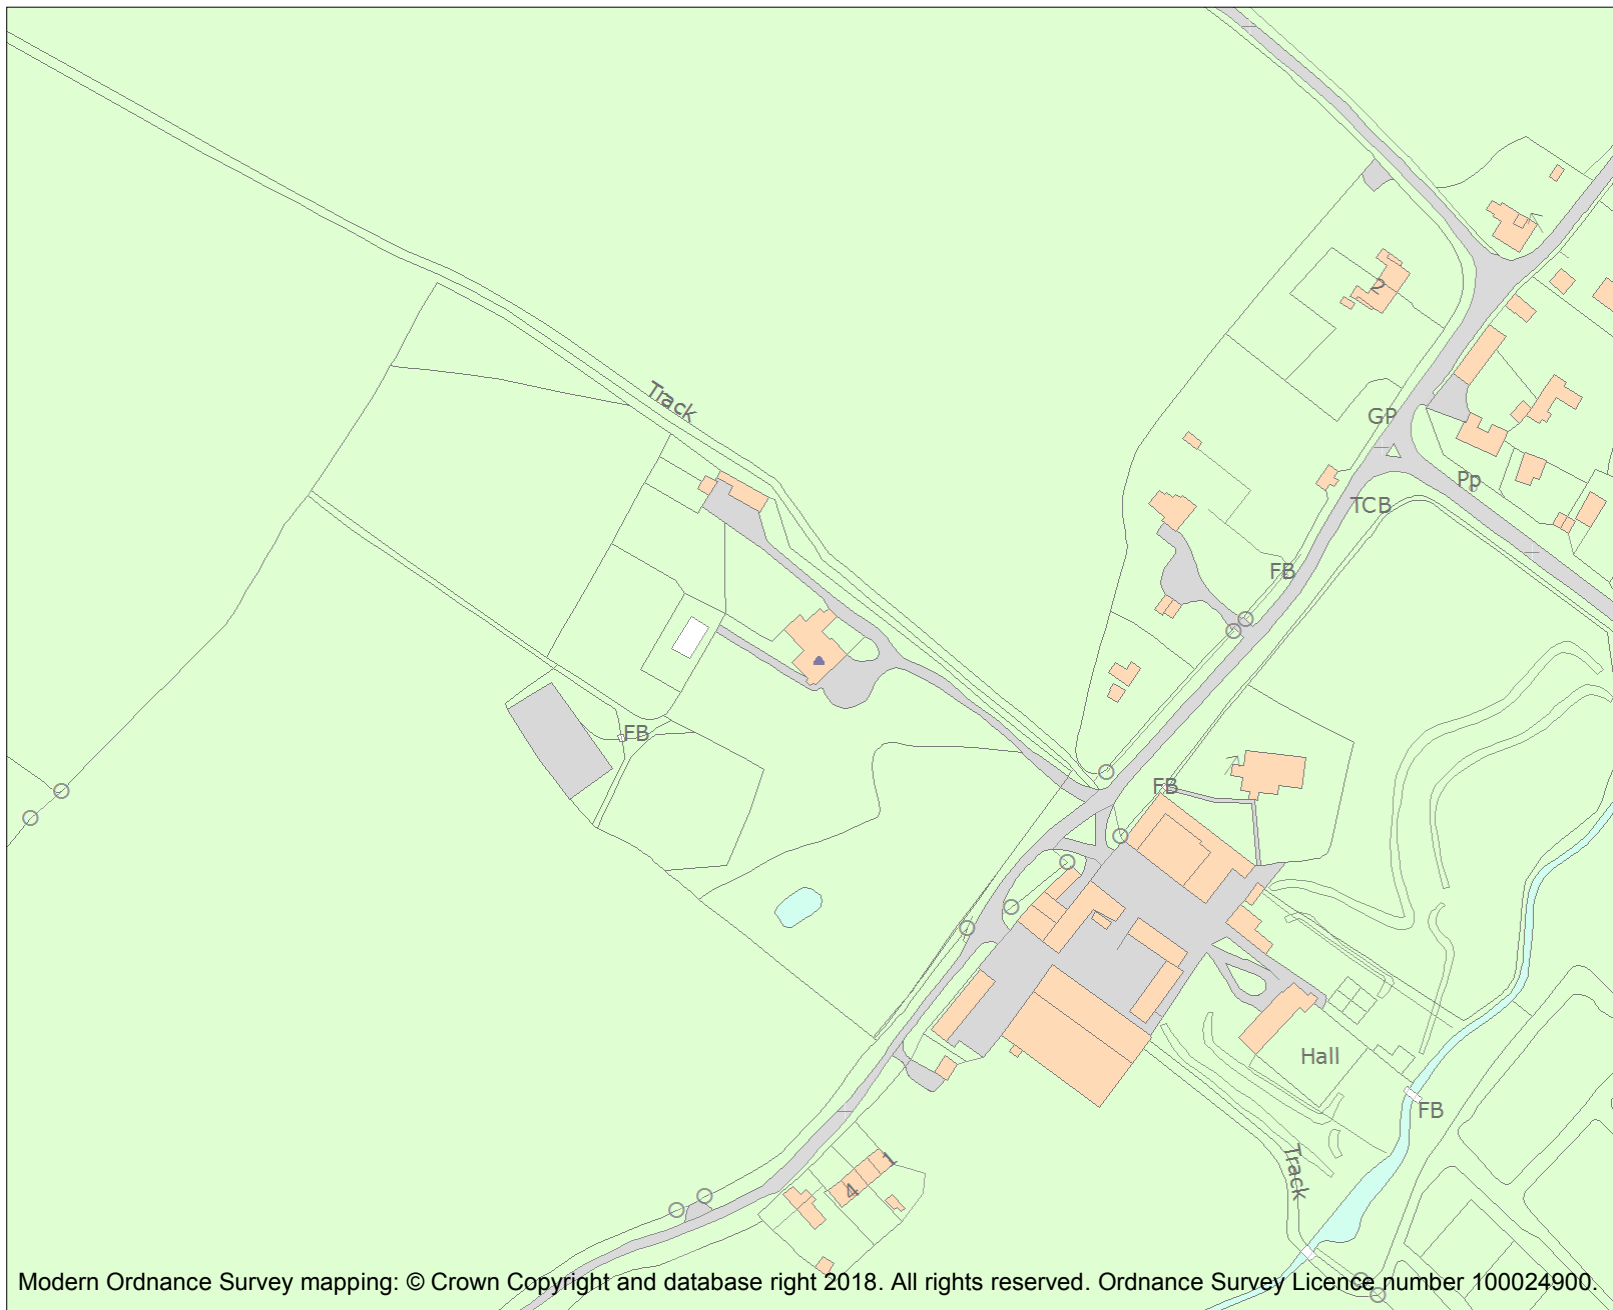 2
Track
GP
Pp
TCB
FB
FB
FB
Hall
FB
Track
1
4
Modern Ordnance Survey mapping: © Crown Copyright and database right 2018. All rights reserved. Ordnance Survey Licence number 100024900.